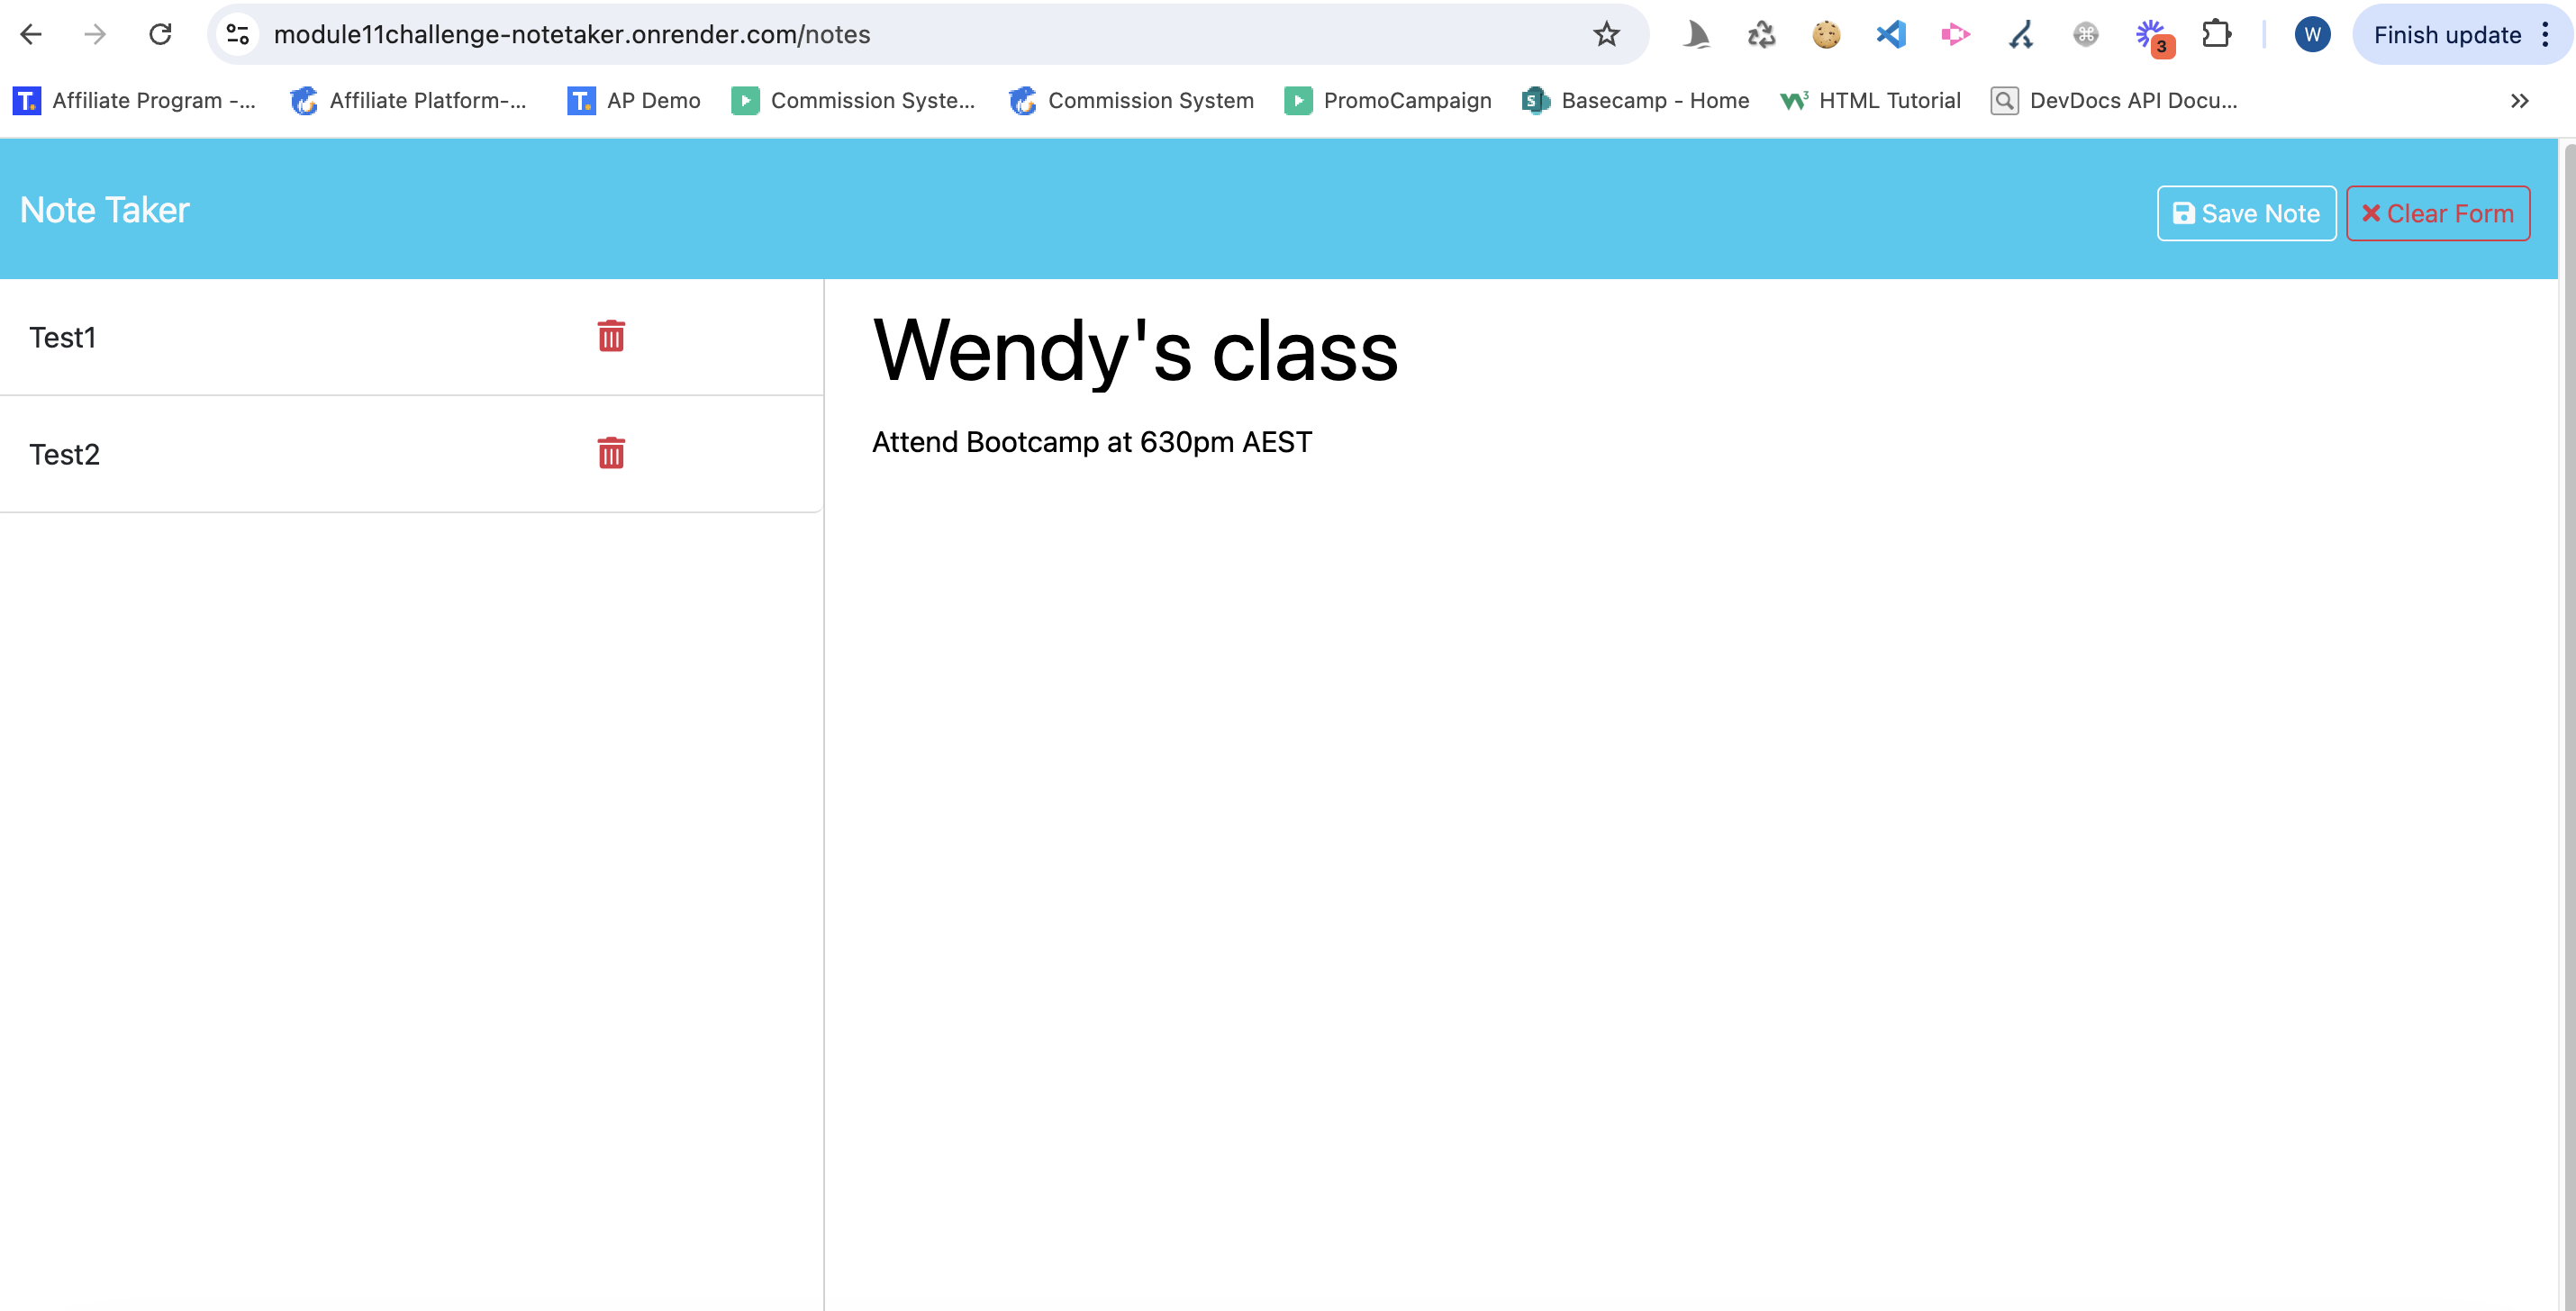 module11challenge-notetaker.onrender.com/notes
3
W
Finish update
T. Affiliate Program -...
Affiliate Platform-...
T. AP Demo
Commission Syste...
Commission System
PromoCampaign
S Basecamp - Home
W3 HTML Tutorial
DevDocs API Docu...
Note Taker
Save Note
Clear Form
Test1
Test2
Wendy's class
Attend Bootcamp at 630pm AEST